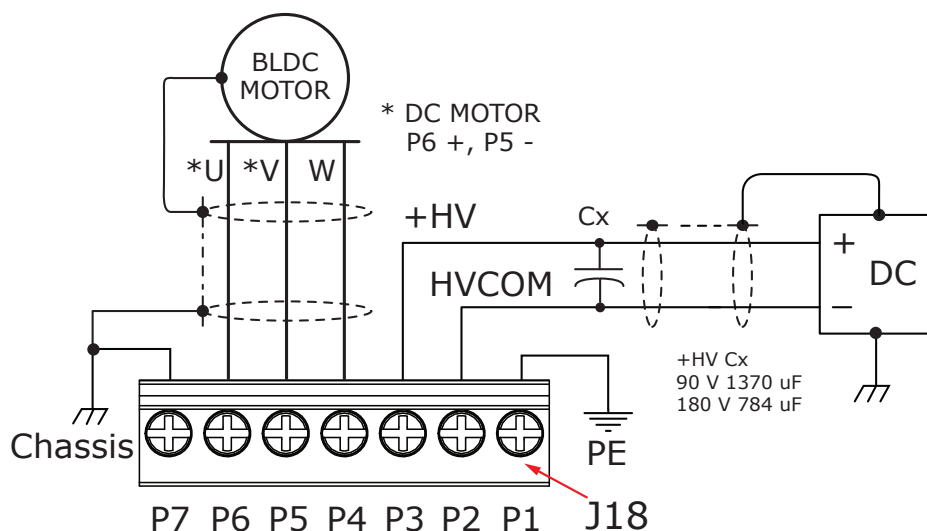 BLDC
MOTOR
* DC MOTOR
P6 +, P5 -
*U *V W
+HV
Cx
+
DC
HVCOM
–
+HV Cx
90 V 1370 uF
180 V 784 uF
Chassis
PE
P7 P6 P5 P4 P3 P2 P1
J18